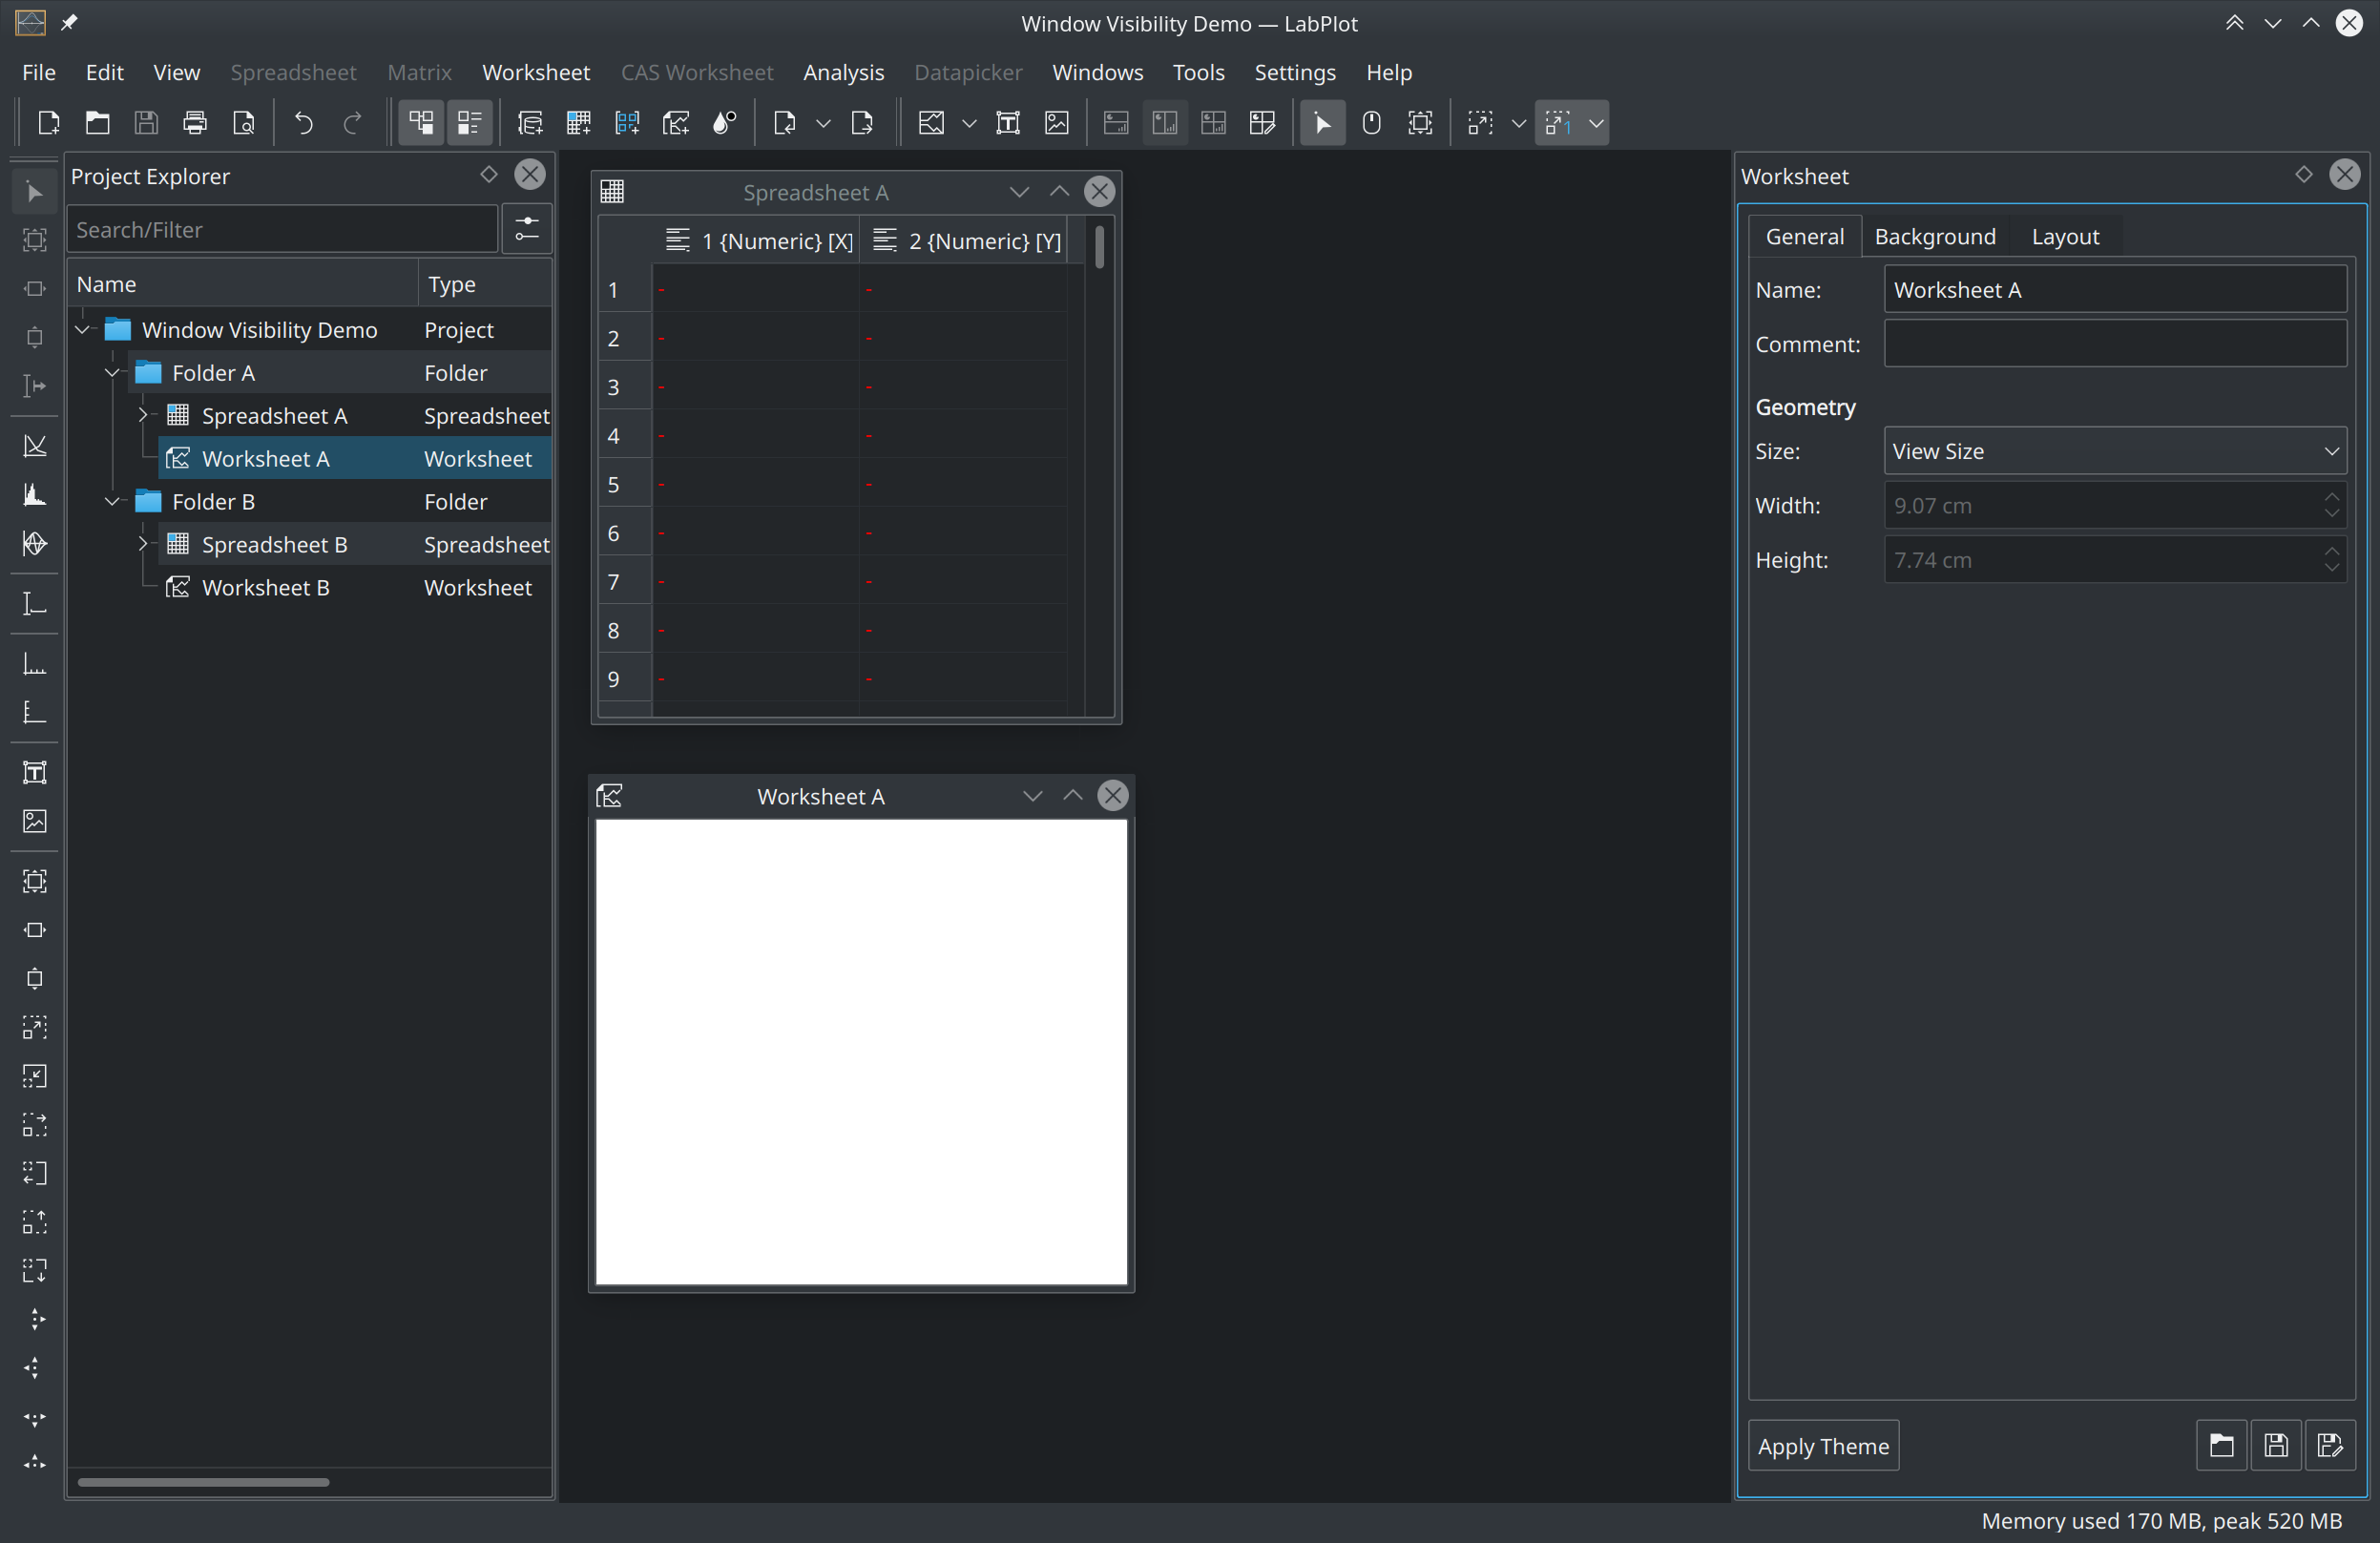 Window Visibility Demo — LabPlot
File Edit View Spreadsheet Matrix Worksheet CAS Worksheet Analysis Datapicker Windows Tools Settings Help
Project Explorer
Search/Filter
Name Type
Window Visibility Demo Project
Folder A Folder
Spreadsheet A Spreadsheet
Worksheet A Worksheet
Folder B Folder
Spreadsheet B Spreadsheet
Worksheet B Worksheet
Spreadsheet A
1 {Numeric} [X] 2 {Numeric} [Y]
1 - -
2 - -
3 - -
4 - -
5 - -
6 - -
7 - -
8 - -
9 - -
Worksheet A
Worksheet
General Background Layout
Name: Worksheet A
Comment:
Geometry
Size: View Size
Width: 9.07 cm
Height: 7.74 cm
Apply Theme
Memory used 170 MB, peak 520 MB